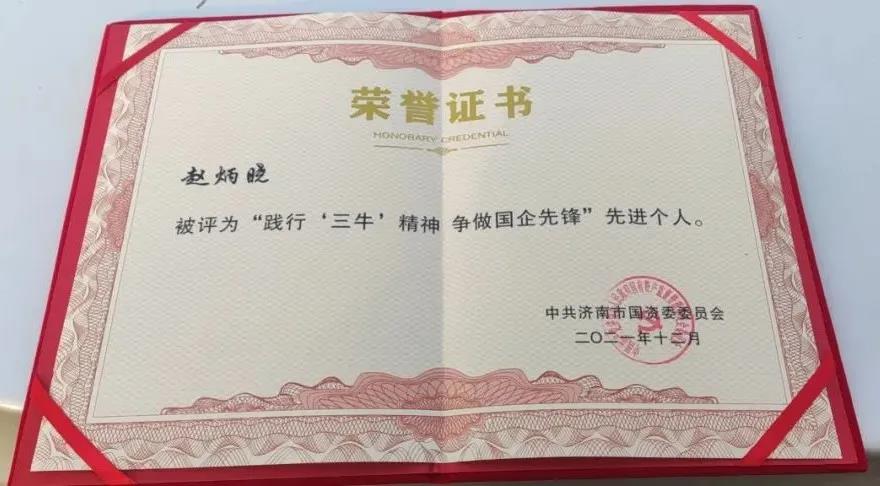 荣誉证书
HONORARY CREDENTIAL
赵炳晓
被评为“践行‘三牛’精神 争做国企先锋”先进个人。
中共济南市国资委委员会
二〇二一年十二月